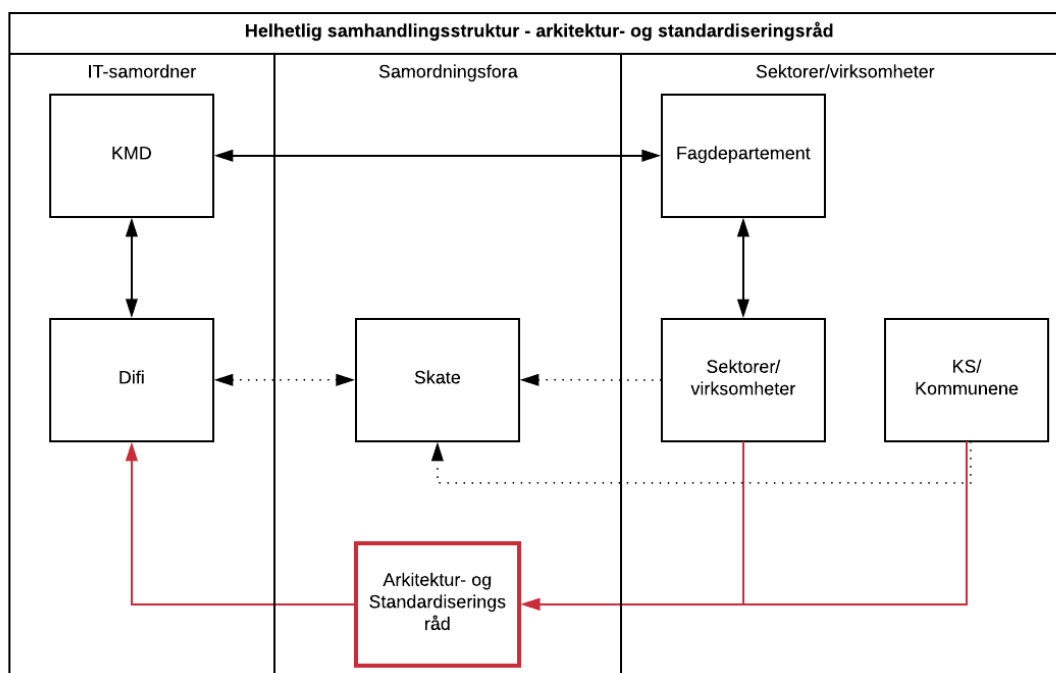 Helhetlig samhandlingsstruktur - arkitektur- og standardiseringsråd
IT-samordner
Samordningsfora
Sektorer/virksomheter
KMD
Fagdepartement
Difi
Skate
Sektorer/
virksomheter
KS/
Kommunene
Arkitektur- og
Standardiserings
råd